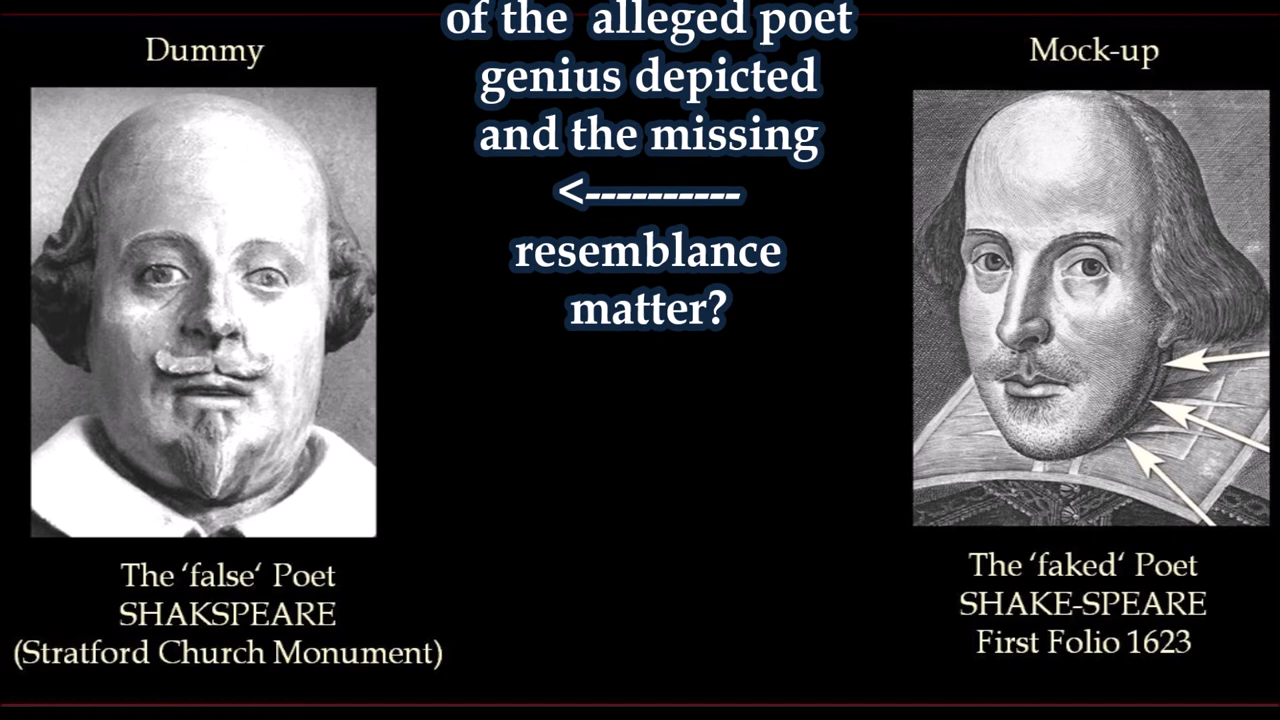 of the alleged poet
genius depicted
and the missing
<----------
resemblance
matter?
Dummy
The ‘false‘ Poet
SHAKSPEARE
(Stratford Church Monument)
Mock-up
The ‘faked‘ Poet
SHAKE-SPEARE
First Folio 1623